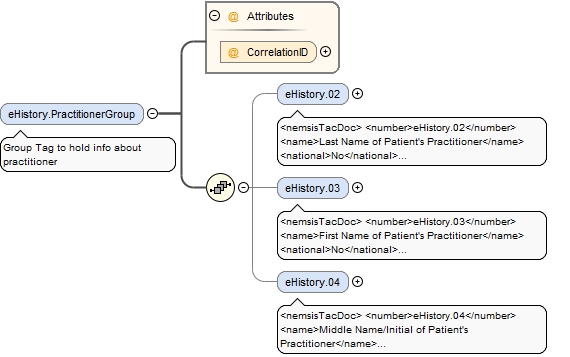 Attributes
CorrelationID
eHistory.PractitionerGroup
Group Tag to hold info about
practitioner
eHistory.02
<nemsisTacDoc> <number>eHistory.02</number>
<name>Last Name of Patient's Practitioner</name>
<national>No</national>...
eHistory.03
<nemsisTacDoc> <number>eHistory.03</number>
<name>First Name of Patient's Practitioner</name>
<national>No</national>...
eHistory.04
<nemsisTacDoc> <number>eHistory.04</number>
<name>Middle Name/Initial of Patient's
Practitioner</name>...